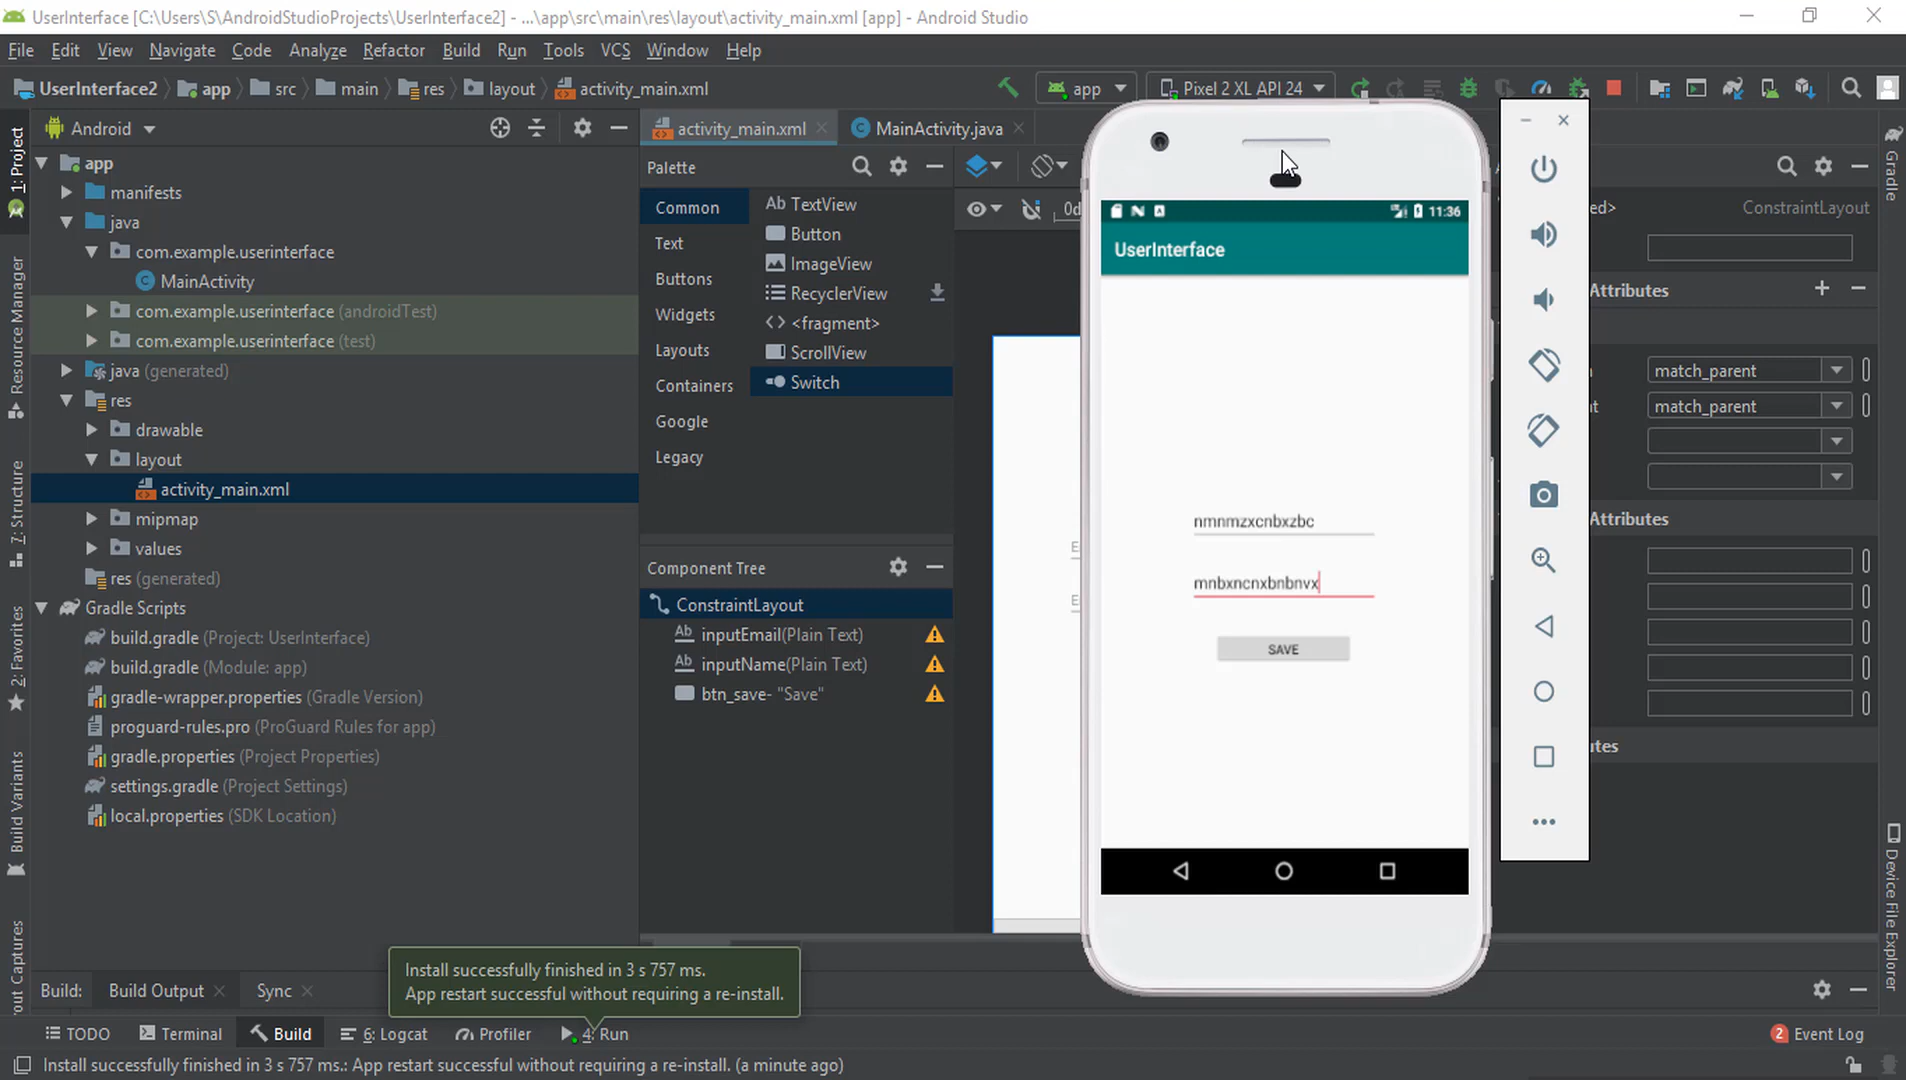 UserInterface [C:\Users\S\AndroidStudioProjects\UserInterface2] - ...\app\src\main\res\layout\activity_main.xml [app] - Android Studio
File Edit View Navigate Code Analyze Refactor Build Run Tools VCS Window Help
UserInterface2 app src main res layout activity_main.xml app Pixel 2 XL API 24
Android
activity_main.xml MainActivity.java
1: Project
Resource Manager
7: Structure
2: Favorites
Build Variants
app
manifests
java
com.example.userinterface
MainActivity
com.example.userinterface (androidTest)
com.example.userinterface (test)
java (generated)
res
drawable
layout
activity_main.xml
mipmap
values
res (generated)
Gradle Scripts
build.gradle (Project: UserInterface)
build.gradle (Module: app)
gradle-wrapper.properties (Gradle Version)
proguard-rules.pro (ProGuard Rules for app)
gradle.properties (Project Properties)
settings.gradle (Project Settings)
local.properties (SDK Location)
Palette
Common
Text
Buttons
Widgets
Layouts
Containers
Google
Legacy
Ab TextView
Button
ImageView
RecyclerView
<fragment>
ScrollView
Switch
Component Tree
ConstraintLayout
Ab inputEmail(Plain Text)
Ab inputName(Plain Text)
btn_save- "Save"
11:36
UserInterface
nmnmzxcnbxzbc
mnbxncnxbnbnvx
SAVE
ed> ConstraintLayout
Attributes
match_parent
match_parent
Attributes
utes
Gradle
Device File Explorer
Install successfully finished in 3 s 757 ms.
App restart successful without requiring a re-install.
Build: Build Output Sync
TODO Terminal Build 6: Logcat Profiler 4: Run 2 Event Log
Install successfully finished in 3 s 757 ms.: App restart successful without requiring a re-install. (a minute ago)